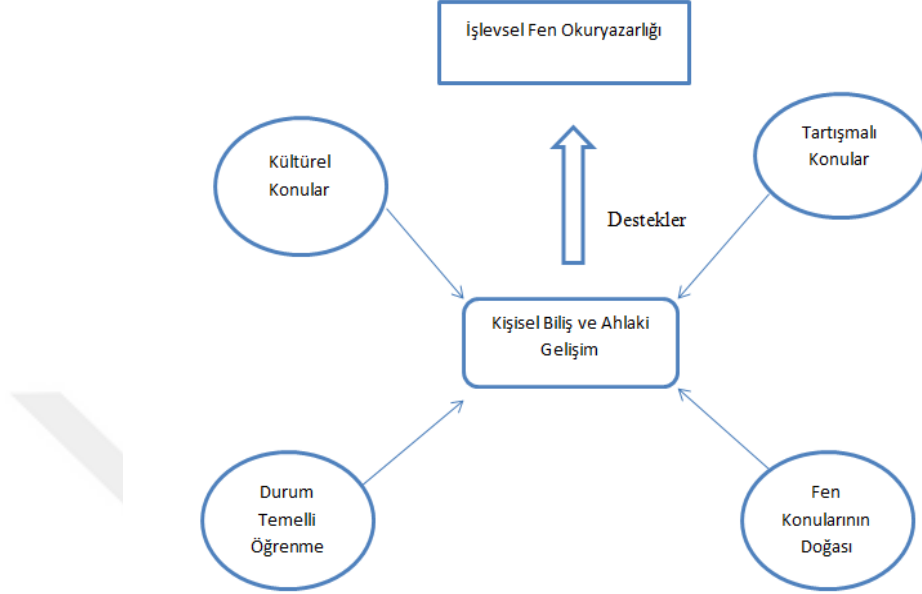 İşlevsel Fen Okuryazarlığı
Kültürel
Konular
Tartışmalı
Konular
Destekler
Kişisel Biliş ve Ahlaki
Gelişim
Durum
Temelli
Öğrenme
Fen
Konularının
Doğası